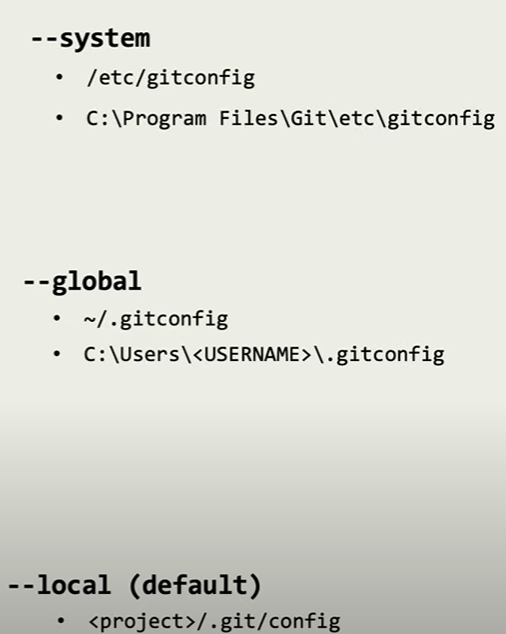 --system
• /etc/gitconfig
• C:\Program Files\Git\etc\gitconfig
--global
• ~/.gitconfig
• C:\Users\<USERNAME>\.gitconfig
--local (default)
• <project>/.git/config